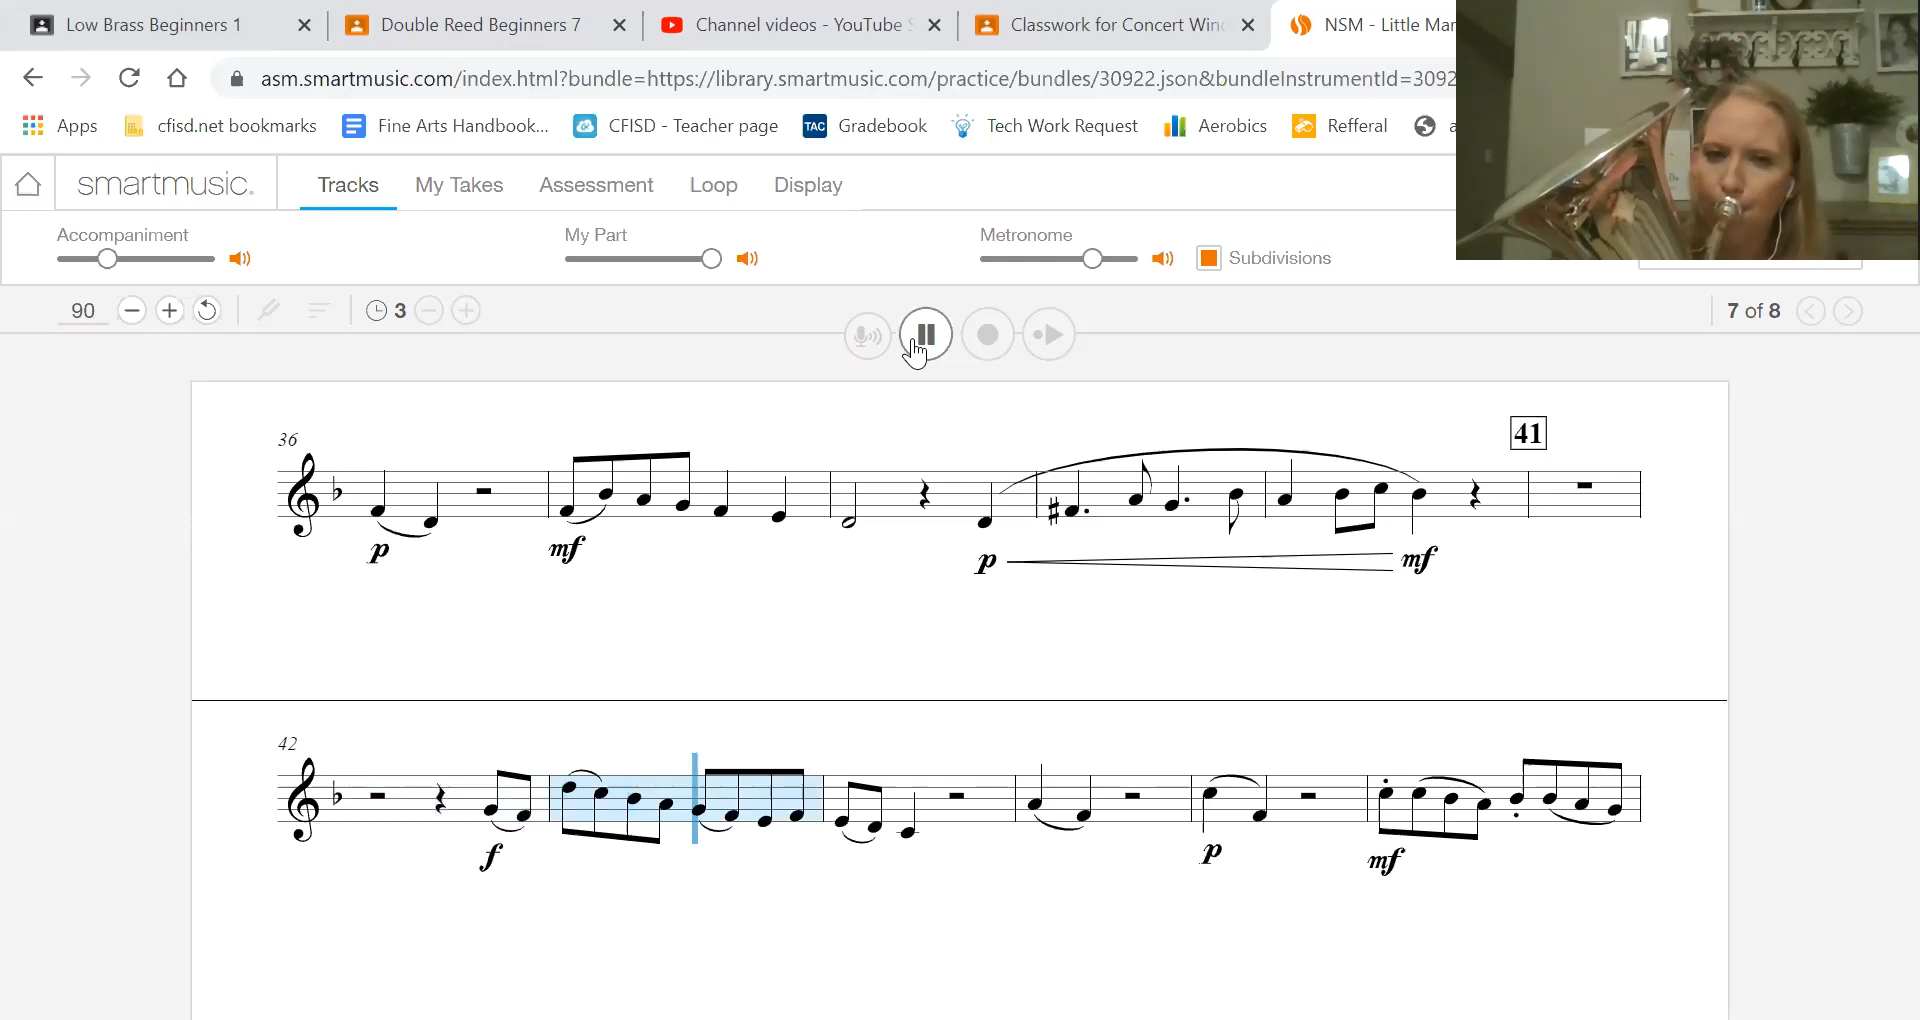 Low Brass Beginners 1
Double Reed Beginners 7
Channel videos - YouTube
Classwork for Concert Win
NSM - Little Mar
asm.smartmusic.com/index.html?bundle=https://library.smartmusic.com/practice/bundles/30922.json&bundleInstrumentId=3092
Apps
cfisd.net bookmarks
Fine Arts Handbook...
CFISD - Teacher page
TAC
Gradebook
Tech Work Request
Aerobics
Refferal
a
smartmusic.
Tracks
My Takes
Assessment
Loop
Display
Accompaniment
My Part
Metronome
Subdivisions
90
3
7 of 8
36
41
p
mf
p
mf
42
f
p
mf